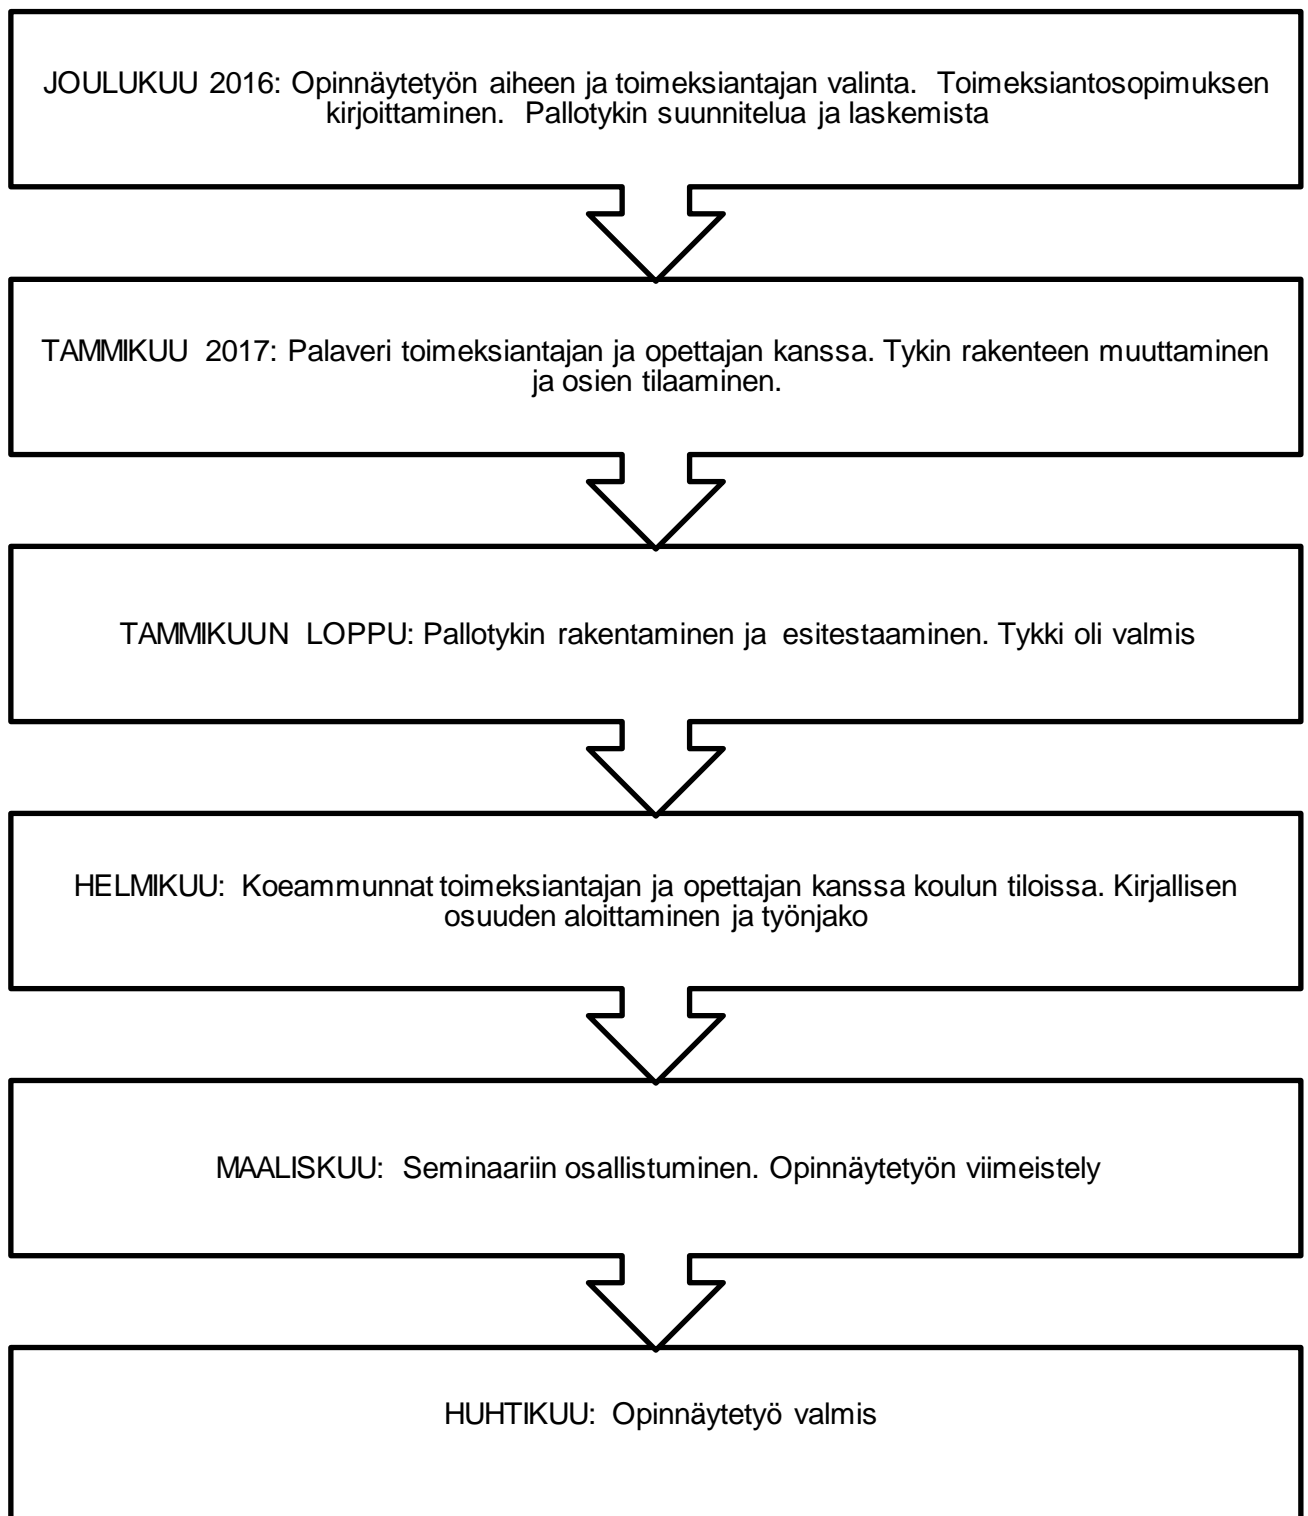 JOULUKUU 2016: Opinnäytetyön aiheen ja toimeksiantajan valinta. Toimeksiantosopimuksen
kirjoittaminen. Pallotykin suunnitelua ja laskemista
TAMMIKUU 2017: Palaveri toimeksiantajan ja opettajan kanssa. Tykin rakenteen muuttaminen
ja osien tilaaminen.
TAMMIKUUN LOPPU: Pallotykin rakentaminen ja esitestaaminen. Tykki oli valmis
HELMIKUU: Koeammunnat toimeksiantajan ja opettajan kanssa koulun tiloissa. Kirjallisen
osuuden aloittaminen ja työnjako
MAALISKUU: Seminaariin osallistuminen. Opinnäytetyön viimeistely
HUHTIKUU: Opinnäytetyö valmis